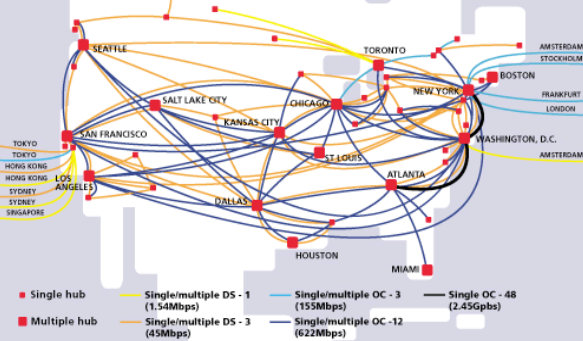 SEATTLE
TORONTO
AMSTERDAM
STOCKHOLM
BOSTON
NEW YORK
FRANKFURT
LONDON
SALT LAKE CITY
CHICAGO
KANSAS CITY
SAN FRANCISCO
WASHINGTON, D.C.
TOKYO
TOKYO
HONG KONG
HONG KONG
SYDNEY
SYDNEY
SINGAPORE
ST LOUIS
AMSTERDAM
LOS
ANGELES
ATLANTA
DALLAS
HOUSTON
MIAMI
Single hub
Single/multiple DS - 1
(1.54Mbps)
Single/multiple OC - 3
(155Mbps)
Single OC - 48
(2.45Gpbs)
Multiple hub
Single/multiple DS - 3
(45Mbps)
Single/multiple OC -12
(622Mbps)